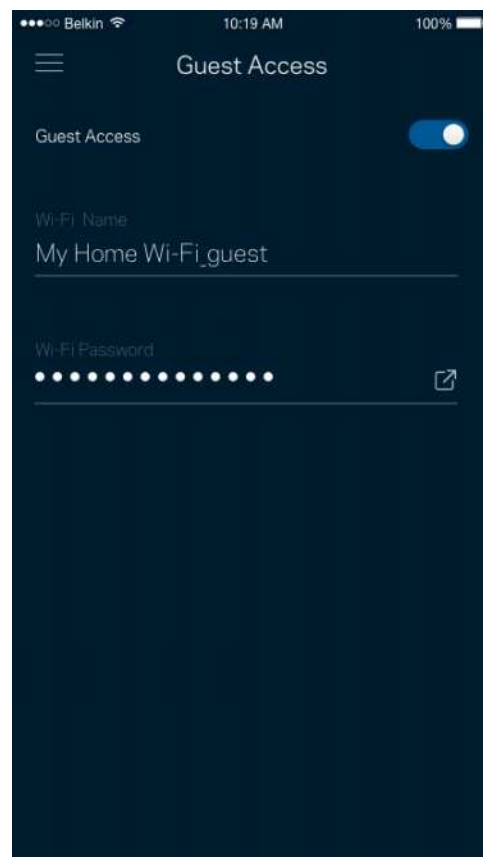 Belkin 10:19 AM 100%
Guest Access
Guest Access
Wi-Fi Name
My Home Wi-Fi_guest
Wi-Fi Password
••••••••••••••